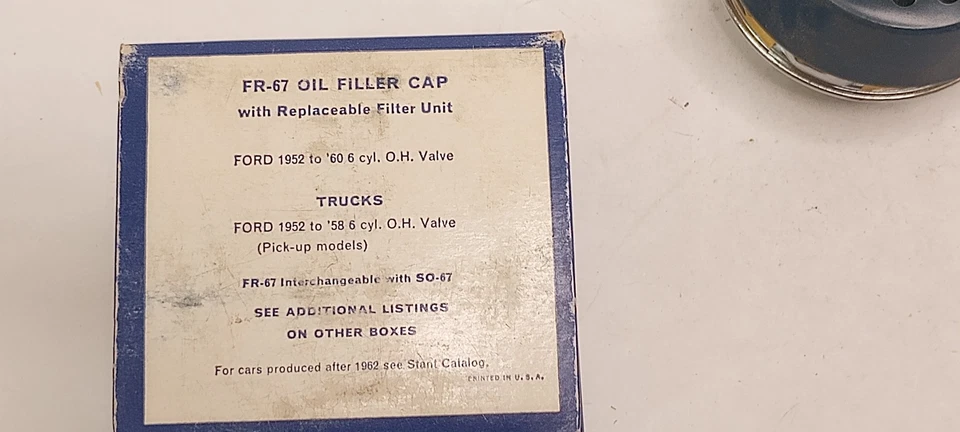 FR-67 OIL FILLER CAP
with Replaceable Filter Unit
FORD 1952 to '60 6 cyl. O.H. Valve
TRUCKS
FORD 1952 to '58 6 cyl. O.H. Valve
(Pick-up models)
FR-67 Interchangeable with SO-67
SEE ADDITIONAL LISTINGS
ON OTHER BOXES
For cars produced after 1962 see Stant Catalog.
PRINTED IN U. S. A.